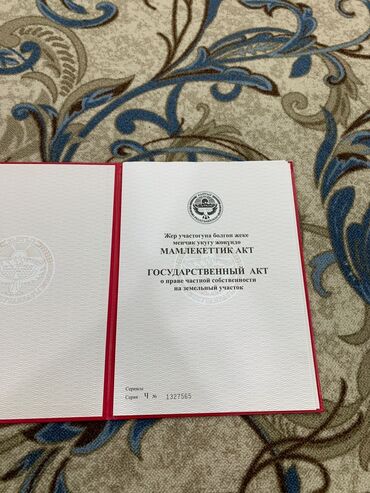 Жер участогуна болгон жеке
менчик укугу жөнүндө
МАМЛЕКЕТТИК АКТ
ГОСУДАРСТВЕННЫЙ АКТ
о праве частной собственности
на земельный участок
Сериясы
Серия Ч № 1327565